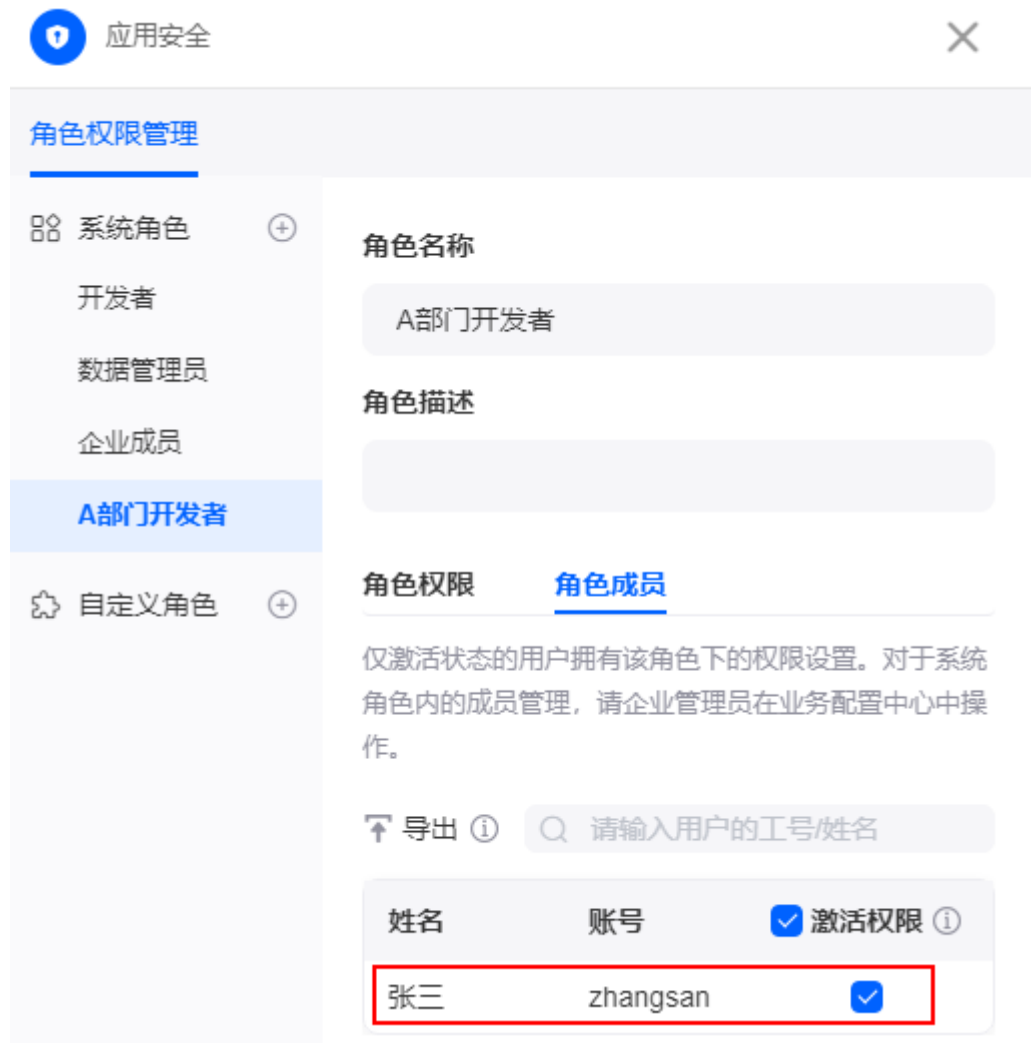 应用安全
角色权限管理
系统角色
开发者
数据管理员
企业成员
A部门开发者
自定义角色
角色名称
A部门开发者
角色描述
角色权限 角色成员
仅激活状态的用户拥有该角色下的权限设置。对于系统
角色内的成员管理，请企业管理员在业务配置中心中操
作。
导出 请输入用户的工号/姓名
姓名 账号 激活权限
张三 zhangsan